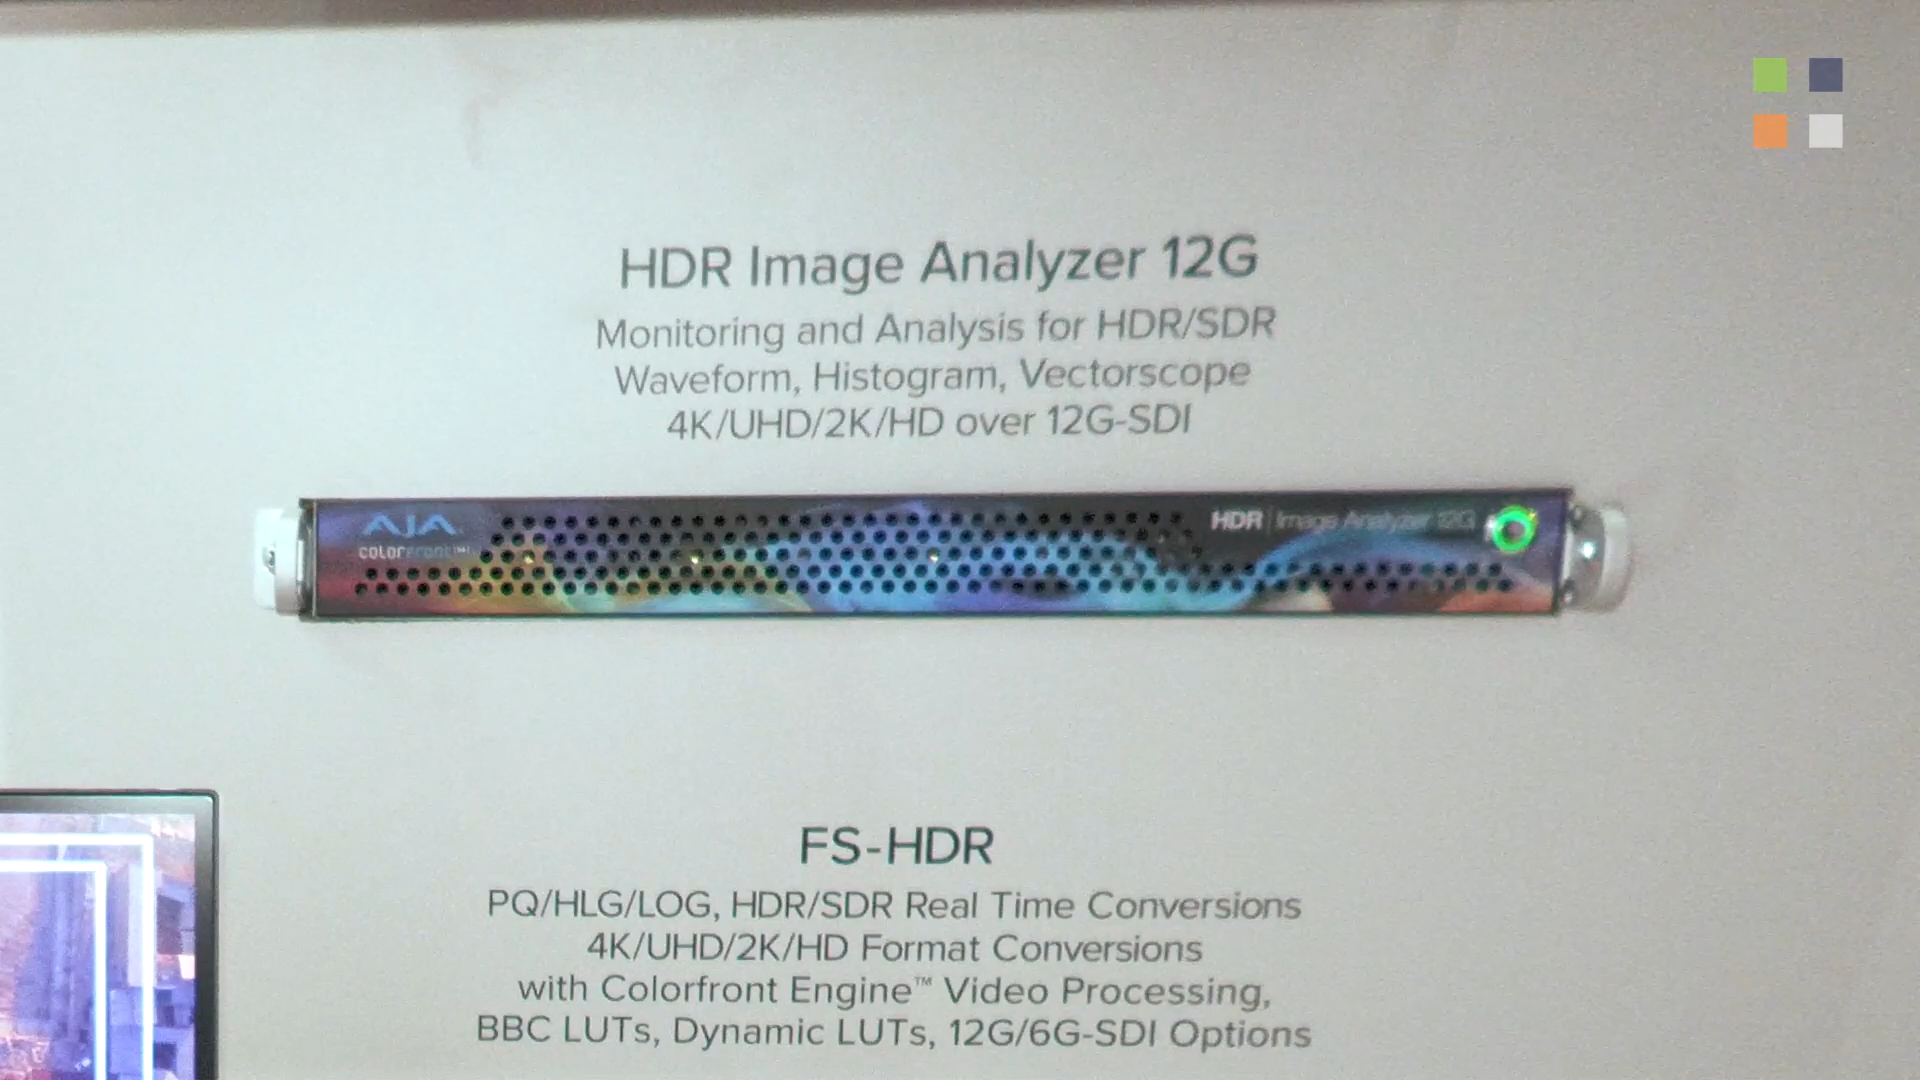 HDR Image Analyzer 12G
Monitoring and Analysis for HDR/SDR
Waveform, Histogram, Vectorscope
4K/UHD/2K/HD over 12G-SDI
AJA
colorfront™
HDR | Image Analyzer 12G
FS-HDR
PQ/HLG/LOG, HDR/SDR Real Time Conversions
4K/UHD/2K/HD Format Conversions
with Colorfront Engine™ Video Processing,
BBC LUTs, Dynamic LUTs, 12G/6G-SDI Options